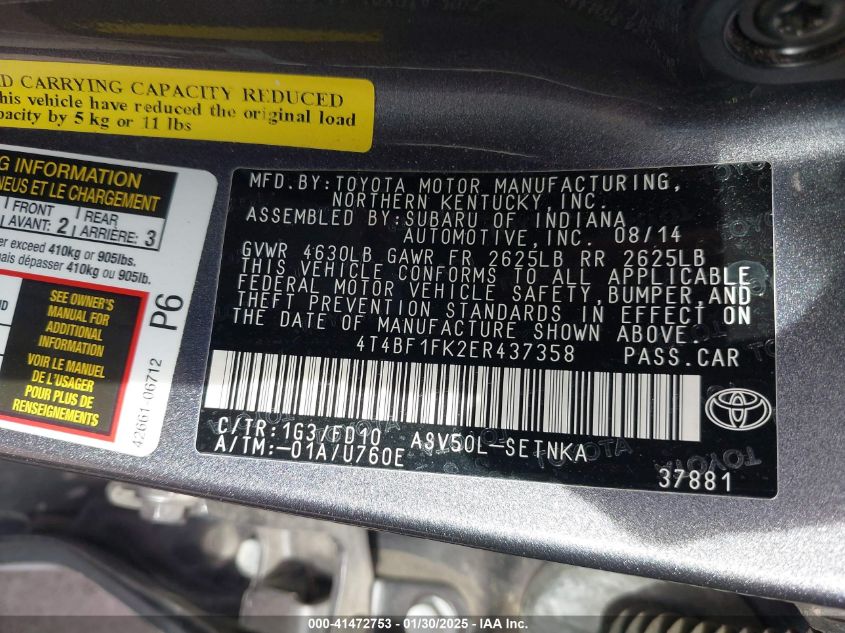 D CARRYING CAPACITY REDUCED
his vehicle have reduced the original load
pacity by 5 kg or 11 lbs
G INFORMATION
NEUS ET LE CHARGEMENT
FRONT
LAVANT: 2
REAR
ARRIÈRE: 3
er exceed 410kg or 905lbs.
mais dépasser 410kg ou 905lb.
SEE OWNER'S
MANUAL FOR
ADDITIONAL
INFORMATION
VOIR LE MANUEL
DE L'USAGER
POUR PLUS DE
RENSEIGNEMENTS
P6
42661-06712
MFD.BY:TOYOTA MOTOR MANUFACTURING,
NORTHERN KENTUCKY,INC.
ASSEMBLED BY:SUBARU OF INDIANA
AUTOMOTIVE,INC. 08/14
GVWR 4630LB GAWR FR 2625LB RR 2625LB
THIS VEHICLE CONFORMS TO ALL APPLICABLE
FEDERAL MOTOR VEHICLE SAFETY,BUMPER,AND
THEFT PREVENTION STANDARDS IN EFFECT ON
THE DATE OF MANUFACTURE SHOWN ABOVE.
4T4BF1FK2ER437358 PASS.CAR
C/TR:1G3/FD10 ASV50L-SETNKA
A/TM:-01A/U760E
37881
TOYOTA
000-41472753 — 01/30/2025 — IAAI.com